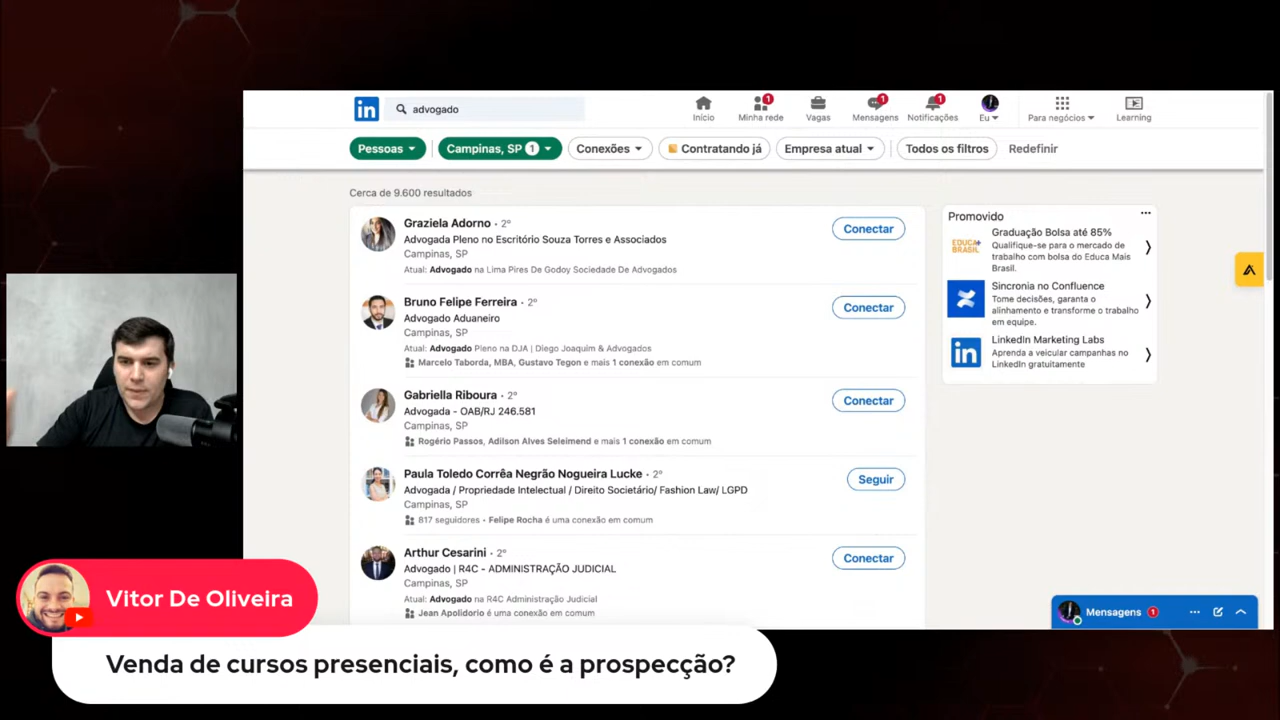 in
advogado
Início
1
Minha rede
Vagas
1
Mensagens
1
Notificações
Eu
Para negócios
Learning
Pessoas
Campinas, SP 1
Conexões
Contratando já
Empresa atual
Todos os filtros
Redefinir
Cerca de 9.600 resultados
Graziela Adorno · 2º
Advogada Pleno no Escritório Souza Torres e Associados
Campinas, SP
Atual: Advogado na Lima Pires De Godoy Sociedade De Advogados
Conectar
Bruno Felipe Ferreira · 2º
Advogado Aduaneiro
Campinas, SP
Atual: Advogado Pleno na DJA | Diego Joaquim & Advogados
Marcelo Taborda, MBA, Gustavo Tegon e mais 1 conexão em comum
Conectar
Gabriella Riboura · 2º
Advogada - OAB/RJ 246.581
Campinas, SP
Rogério Passos, Adilson Alves Seleimend e mais 1 conexão em comum
Conectar
Paula Toledo Corrêa Negrão Nogueira Lucke · 2º
Advogada / Propriedade Intelectual / Direito Societário/ Fashion Law/ LGPD
Campinas, SP
817 seguidores • Felipe Rocha é uma conexão em comum
Seguir
Arthur Cesarini · 2º
Advogado | R4C - ADMINISTRAÇÃO JUDICIAL
Campinas, SP
Atual: Advogado na R4C Administração Judicial
Jean Apolidorio é uma conexão em comum
Conectar
Promovido
EDUCA+
BRASIL
Graduação Bolsa até 85%
Qualifique-se para o mercado de
trabalho com bolsa do Educa Mais
Brasil.
Sincronia no Confluence
Tome decisões, garanta o
alinhamento e transforme o trabalho
em equipe.
in
LinkedIn Marketing Labs
Aprenda a veicular campanhas no
LinkedIn gratuitamente
Mensagens 1
Vitor De Oliveira
Venda de cursos presenciais, como é a prospecção?